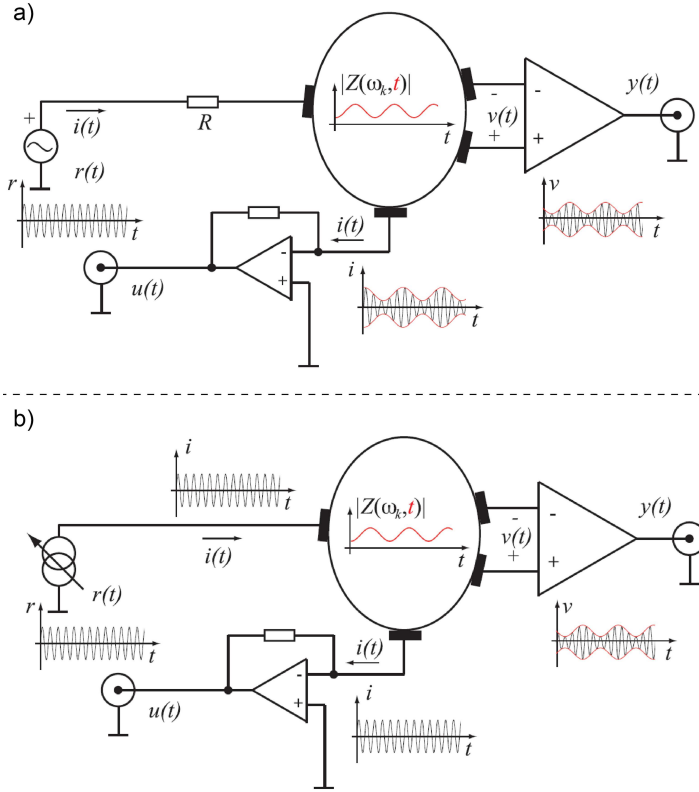 a)
|Z(ωk,t)|
t
+
i(t)
R
r(t)
-
v(t)
+
-
+
y(t)
r
t
v
t
i(t)
-
+
u(t)
i
t
b)
i
t
|Z(ωk,t)|
t
i(t)
r(t)
-
v(t)
+
-
+
y(t)
r
t
v
t
i(t)
-
+
u(t)
i
t